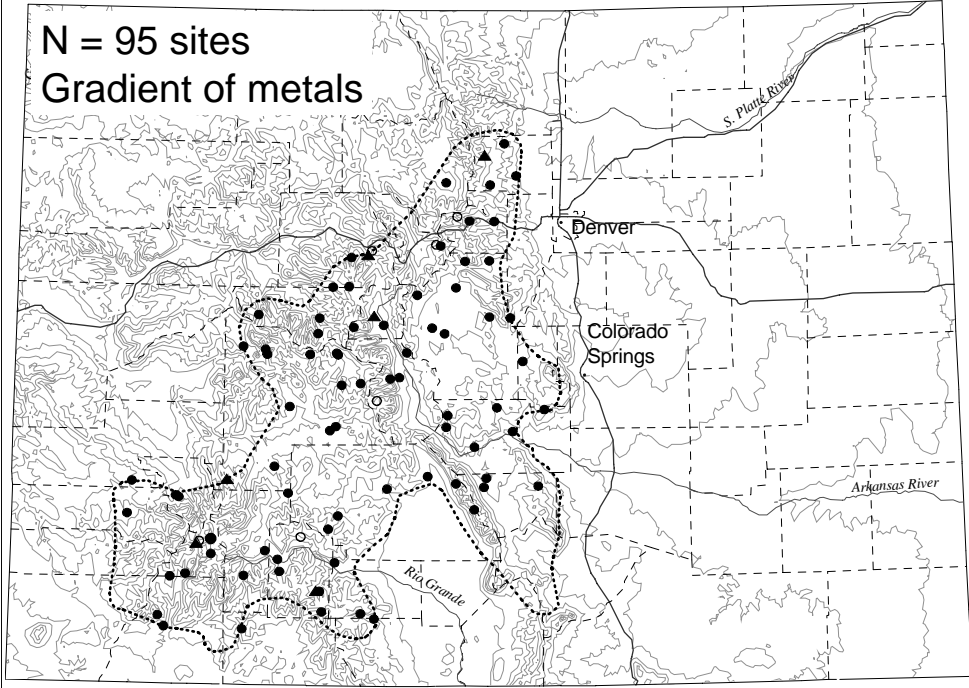 N = 95 sites
Gradient of metals
S. Platte River
Denver
Colorado
Springs
Arkansas River
Rio Grande